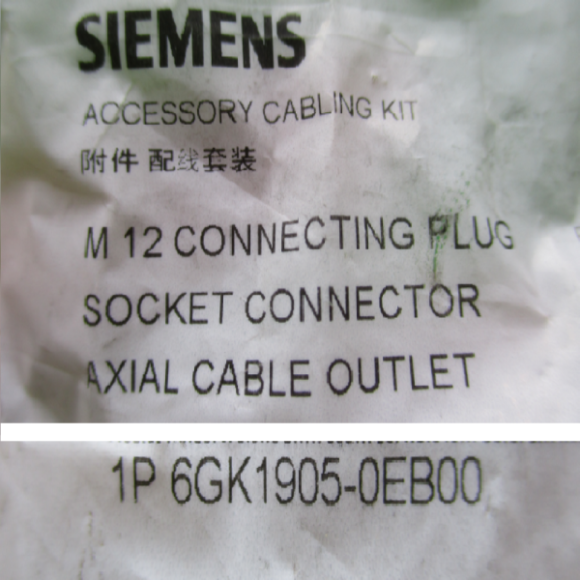 SIEMENS
ACCESSORY CABLING KIT
附件 配线套装
M 12 CONNECTING PLUG
SOCKET CONNECTOR
AXIAL CABLE OUTLET
1P 6GK1905-0EB00